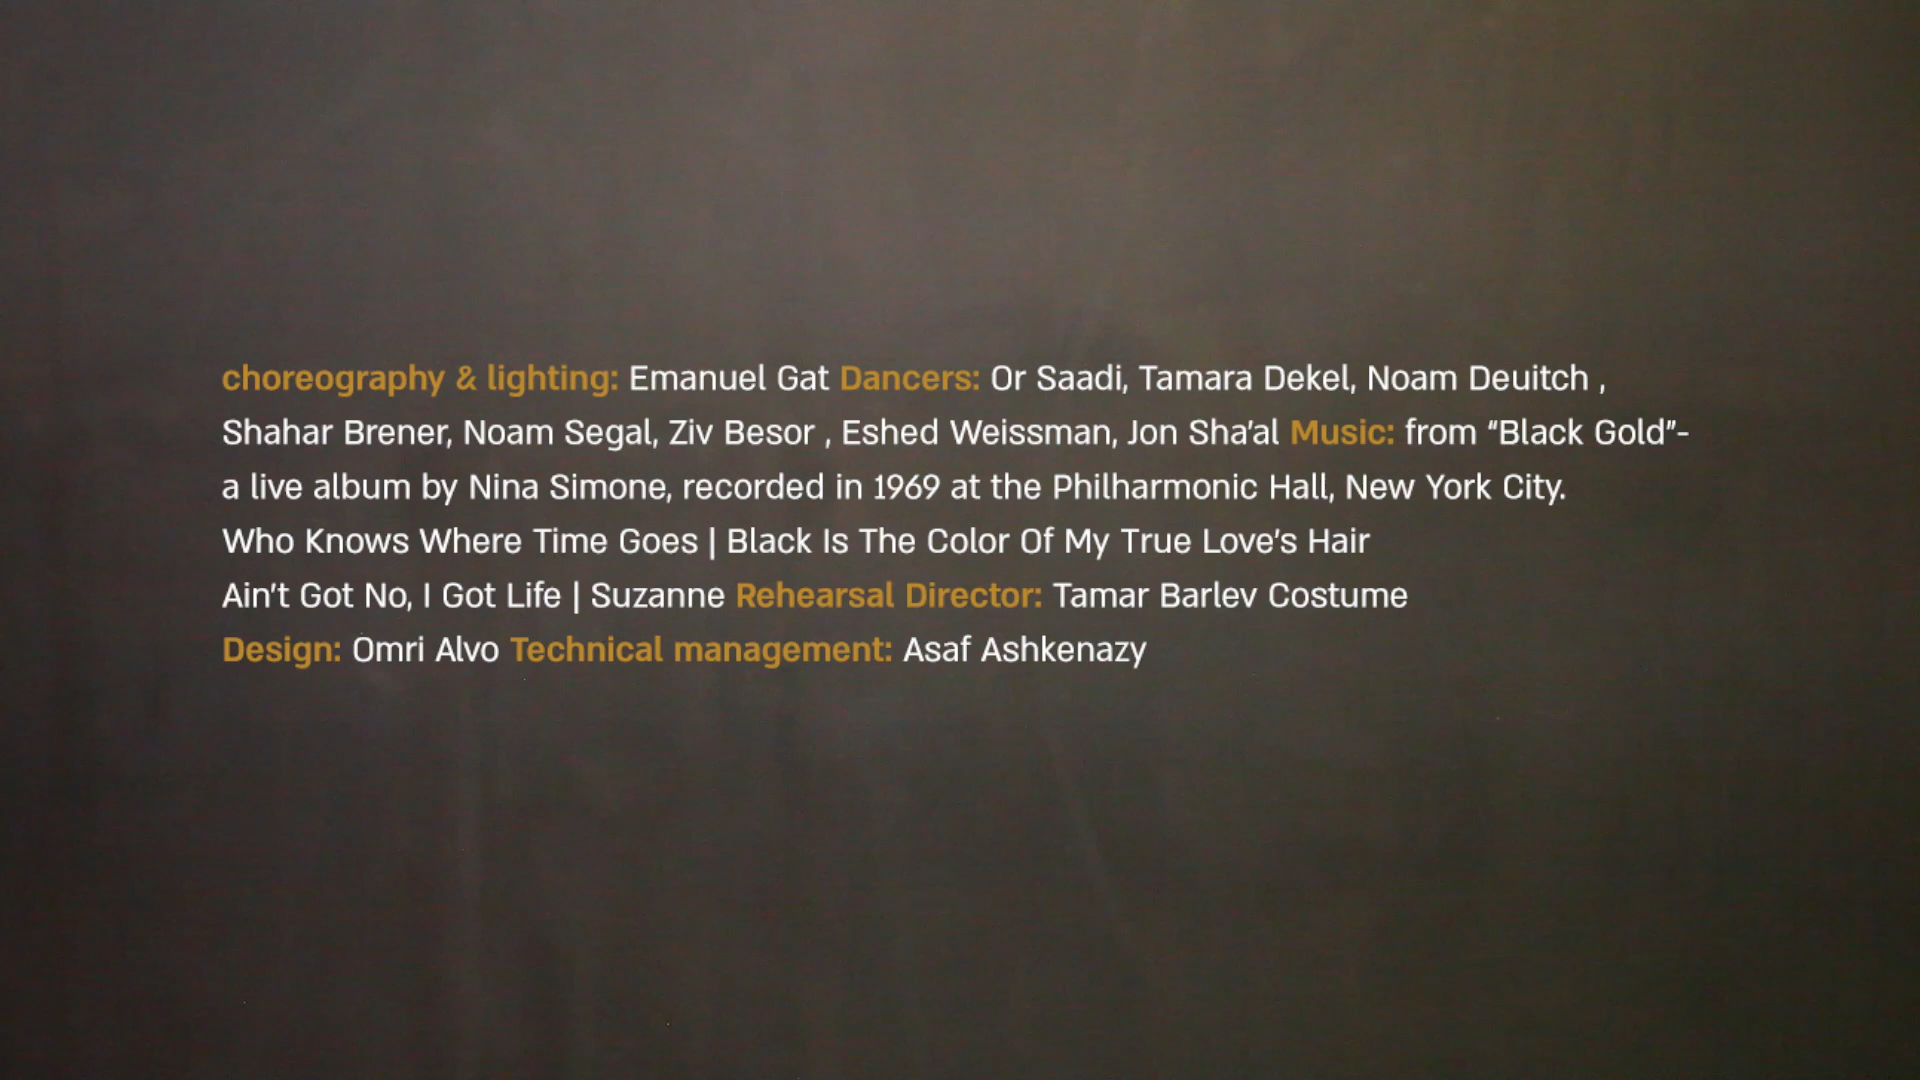 choreography & lighting: Emanuel Gat Dancers: Or Saadi, Tamara Dekel, Noam Deuitch ,
Shahar Brener, Noam Segal, Ziv Besor , Eshed Weissman, Jon Sha’al Music: from “Black Gold”-
a live album by Nina Simone, recorded in 1969 at the Philharmonic Hall, New York City.
Who Knows Where Time Goes | Black Is The Color Of My True Love’s Hair
Ain’t Got No, I Got Life | Suzanne Rehearsal Director: Tamar Barlev Costume
Design: Omri Alvo Technical management: Asaf Ashkenazy